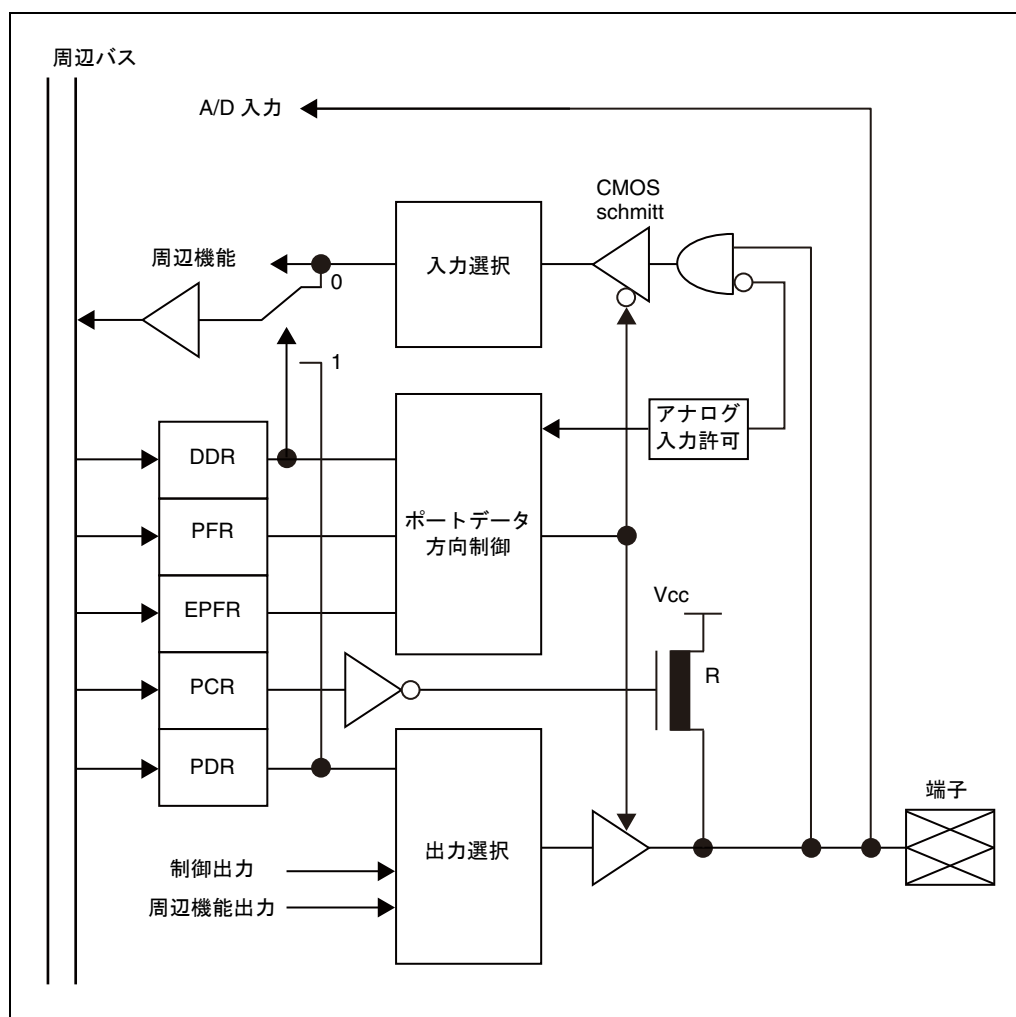 周辺バス
A/D 入力
CMOS
schmitt
周辺機能
0
入力選択
1
アナログ
入力許可
DDR
PFR
ポートデータ
方向制御
EPFR
Vcc
PCR
R
PDR
端子
出力選択
制御出力
周辺機能出力